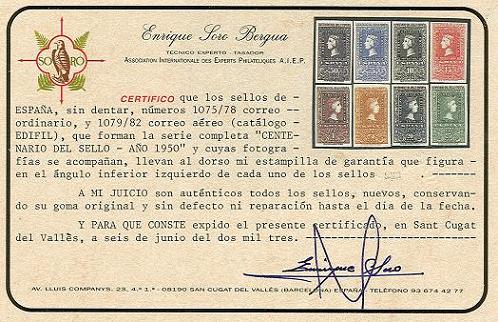 Enrique Soro Bergua
TECNICO EXPERTO - TASADOR
ASSOCIATION INTERNATIONALE DES EXPERTS PHILATELIQUES A.I.E.P.
SO RO
CERTIFICO que los sellos de
ESPAÑA, sin dentar, números 1075/78 correo --
ordinario, y 1079/82 correo aéreo (catálogo
EDIFIL), que forman la serie completa "CENTE-
NARIO DEL SELLO - AÑO 1950" y cuyas fotogra-
fías se acompañan, llevan al dorso mi estampilla de garantía que figura -
en el ángulo inferior izquierdo de cada uno de los sellos
A MI JUICIO son auténticos todos los sellos, nuevos, conservan-
do su goma original y sin defecto ni reparación hasta el día de la fecha.
Y PARA QUE CONSTE expido el presente certificado, en Sant Cugat
del Vallès, a seis de junio del dos mil tres. --------------
Enrique Soro
AV. LLUIS COMPANYS, 23, 4.º 1.ª - 08190 SAN CUGAT DEL VALLÉS (BARCELONA) ESPAÑA. - TELÉFONO 93 674 42 77